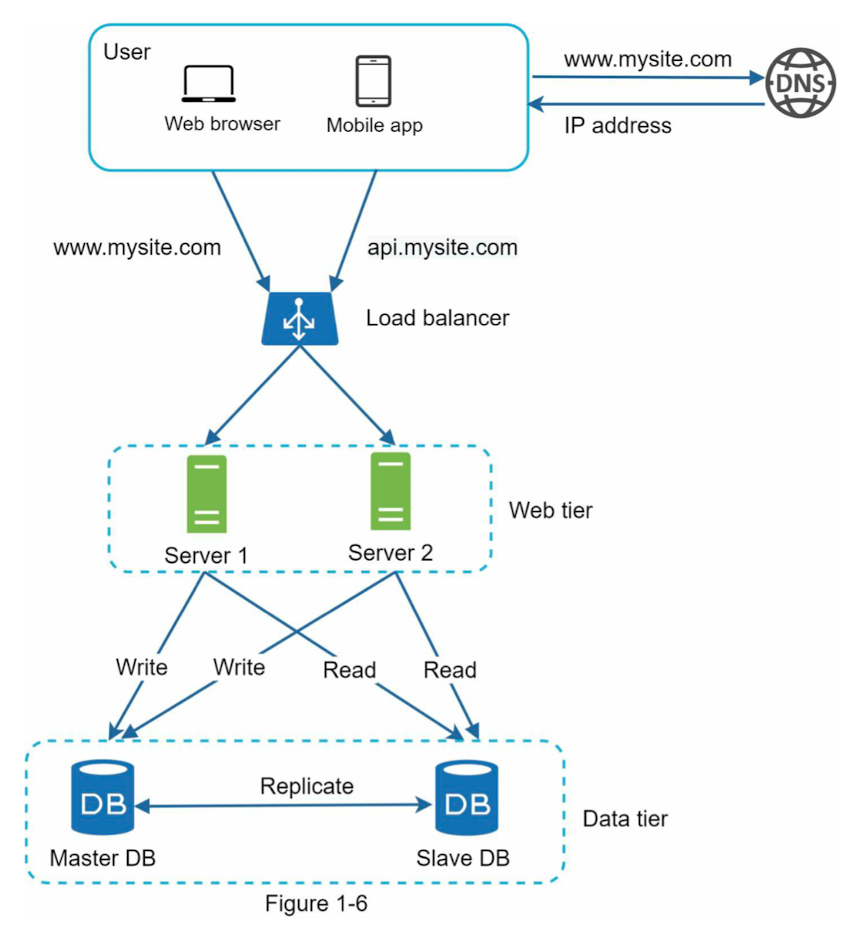 User
www.mysite.com
DNS
Web browser
Mobile app
IP address
www.mysite.com
api.mysite.com
Load balancer
Web tier
Server 1
Server 2
Write
Write
Read
Read
Replicate
DB
DB
Data tier
Master DB
Slave DB
Figure 1-6